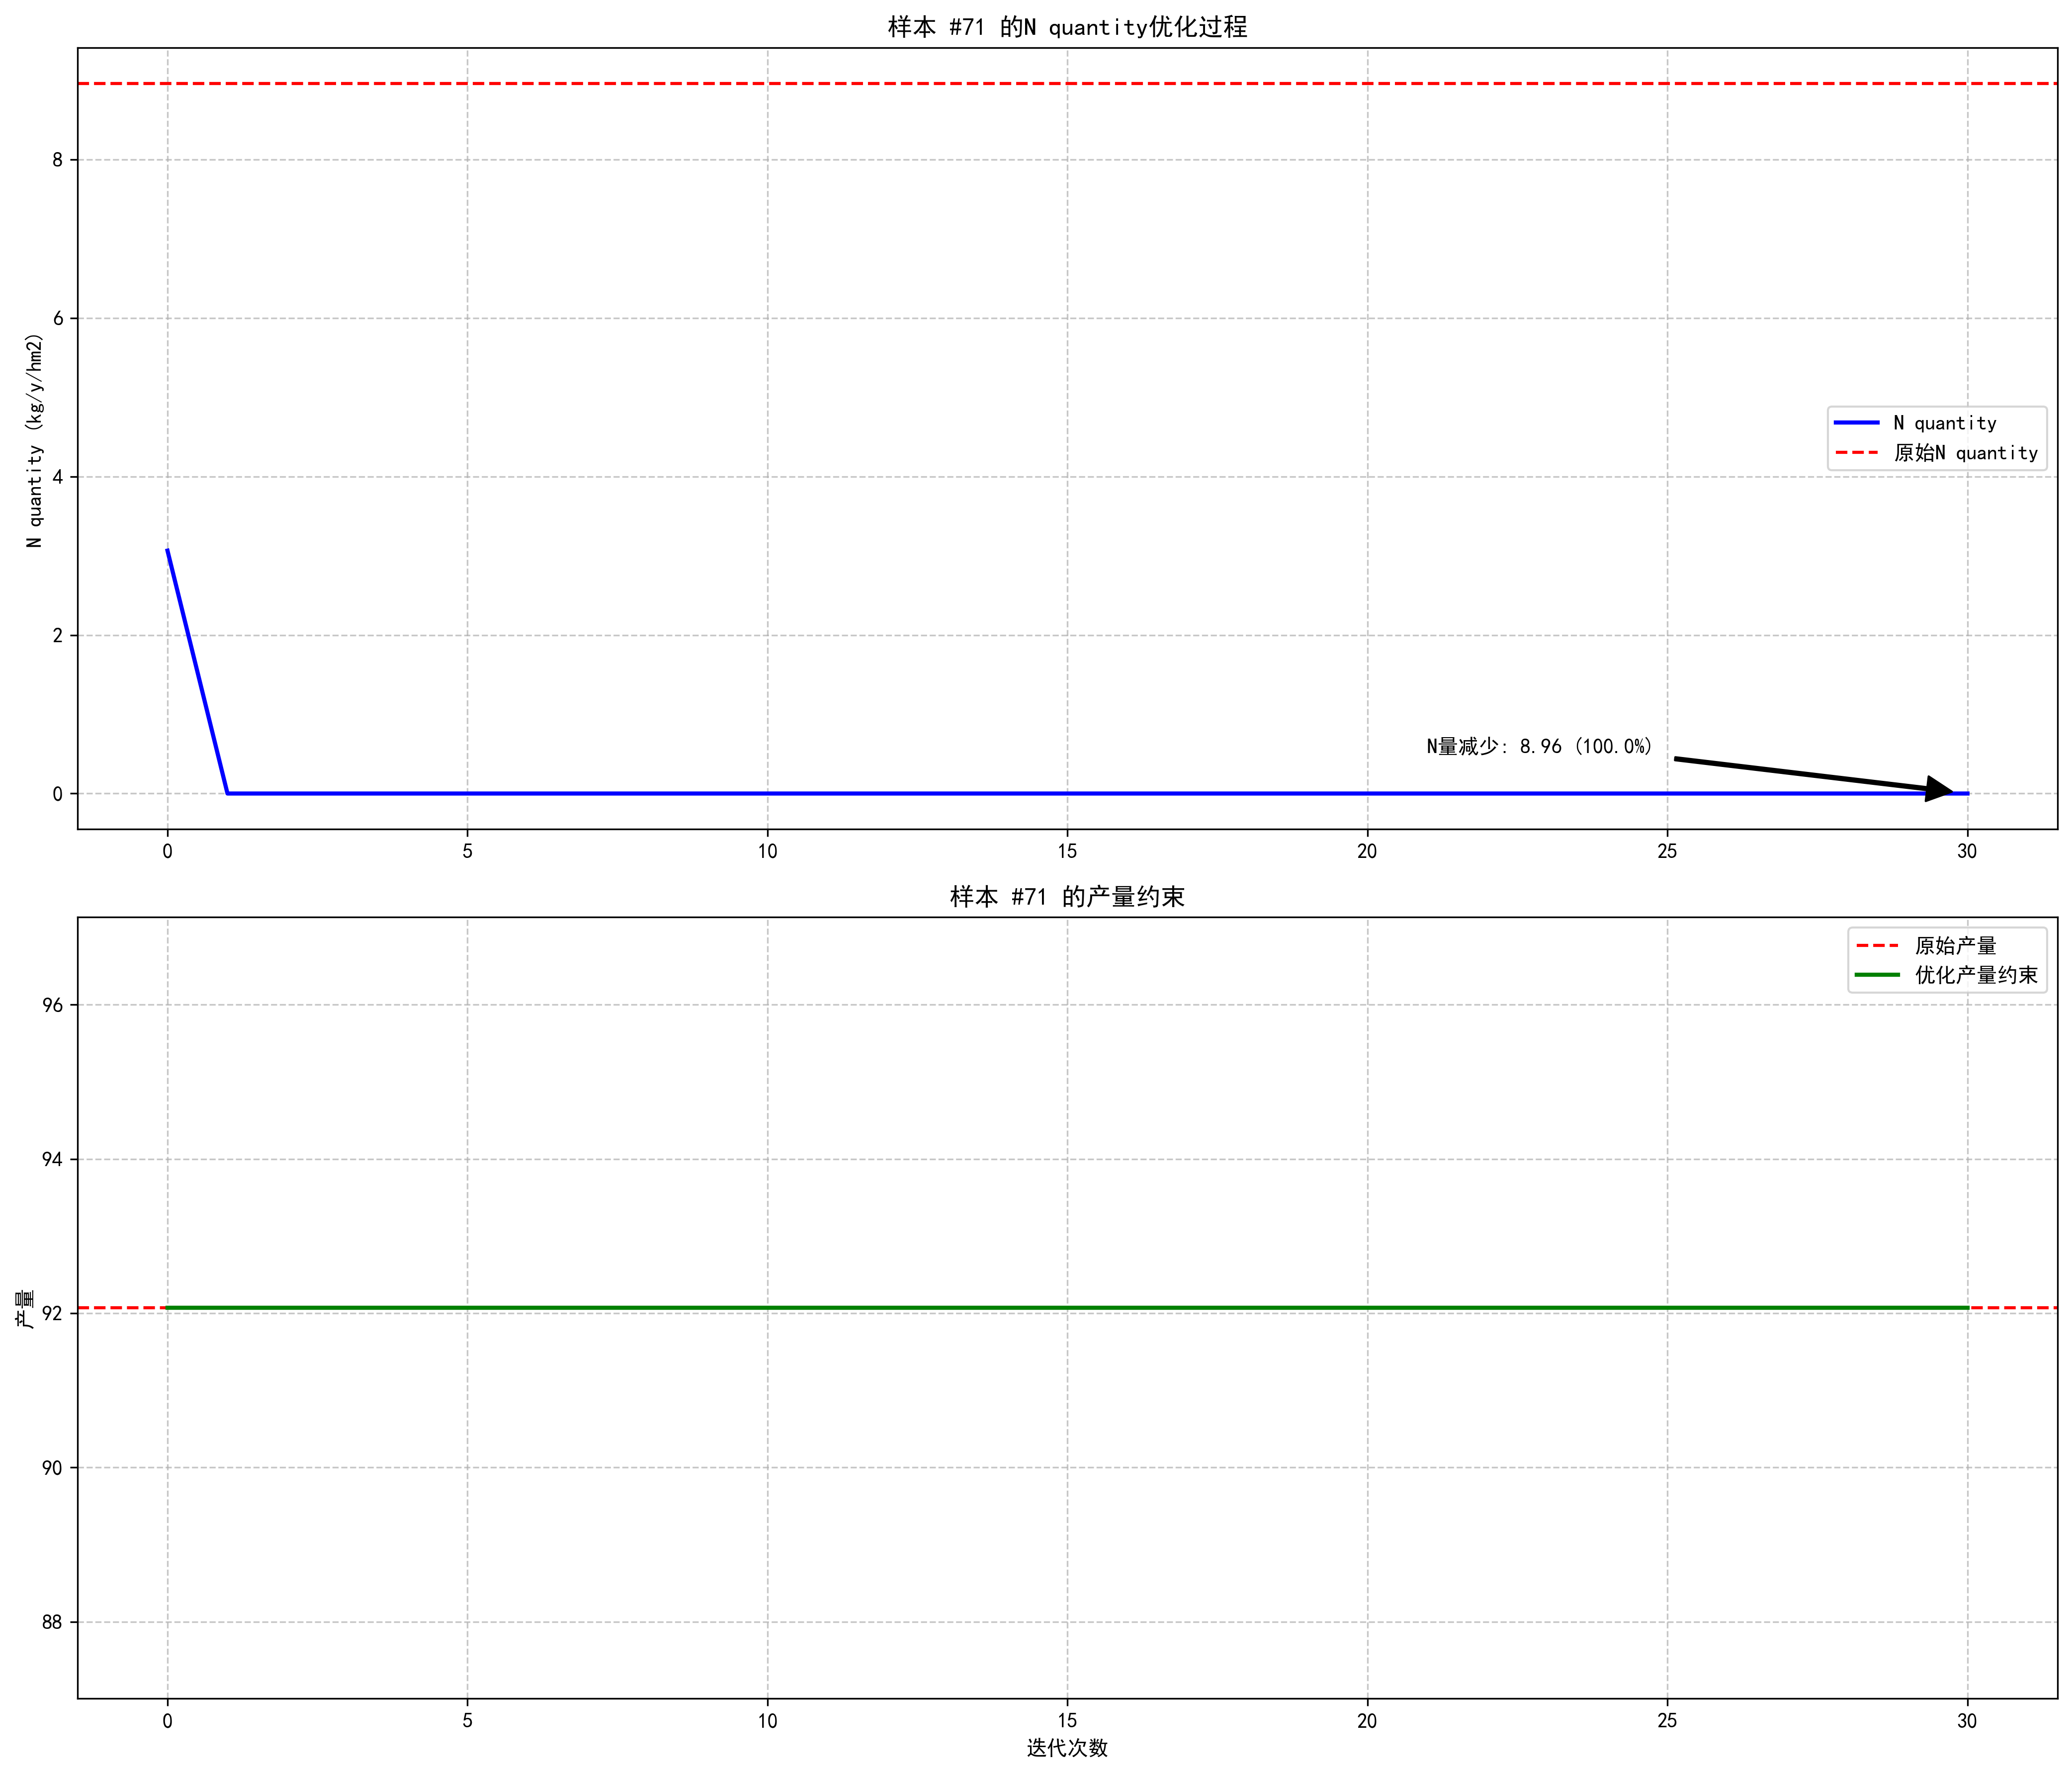 样本 #71 的N quantity优化过程
N quantity (kg/y/hm2)
8
6
4
2
0
N quantity
原始N quantity
N量减少: 8.96 (100.0%)
0 5 10 15 20 25 30
样本 #71 的产量约束
产量
96
94
92
90
88
原始产量
优化产量约束
0 5 10 15 20 25 30
迭代次数